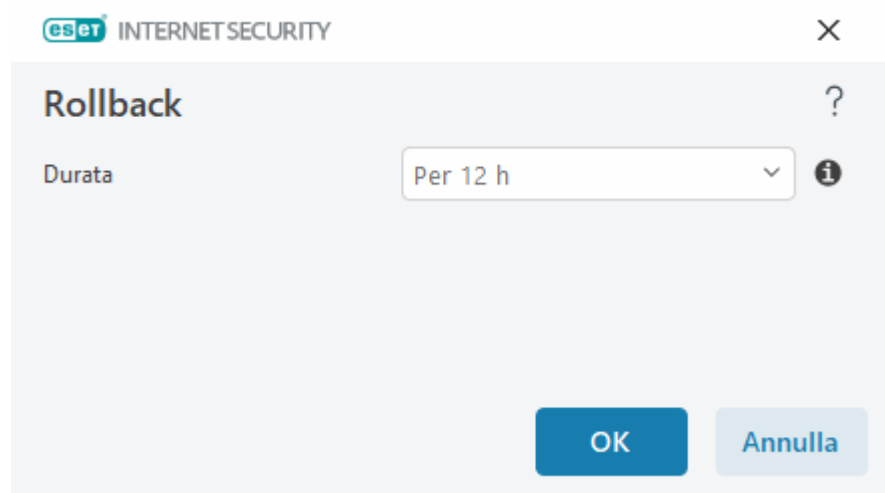 eset INTERNET SECURITY
Rollback
?
Durata
Per 12 h
OK
Annulla